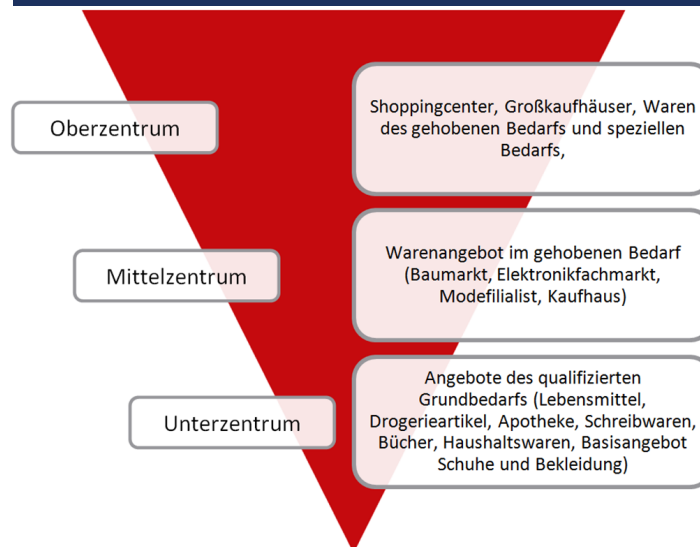 Oberzentrum
Shoppingcenter, Großkaufhäuser, Waren
des gehobenen Bedarfs und speziellen
Bedarfs,
Mittelzentrum
Warenangebot im gehobenen Bedarf
(Baumarkt, Elektronikfachmarkt,
Modefilialist, Kaufhaus)
Unterzentrum
Angebote des qualifizierten
Grundbedarfs (Lebensmittel,
Drogerieartikel, Apotheke, Schreibwaren,
Bücher, Haushaltswaren, Basisangebot
Schuhe und Bekleidung)